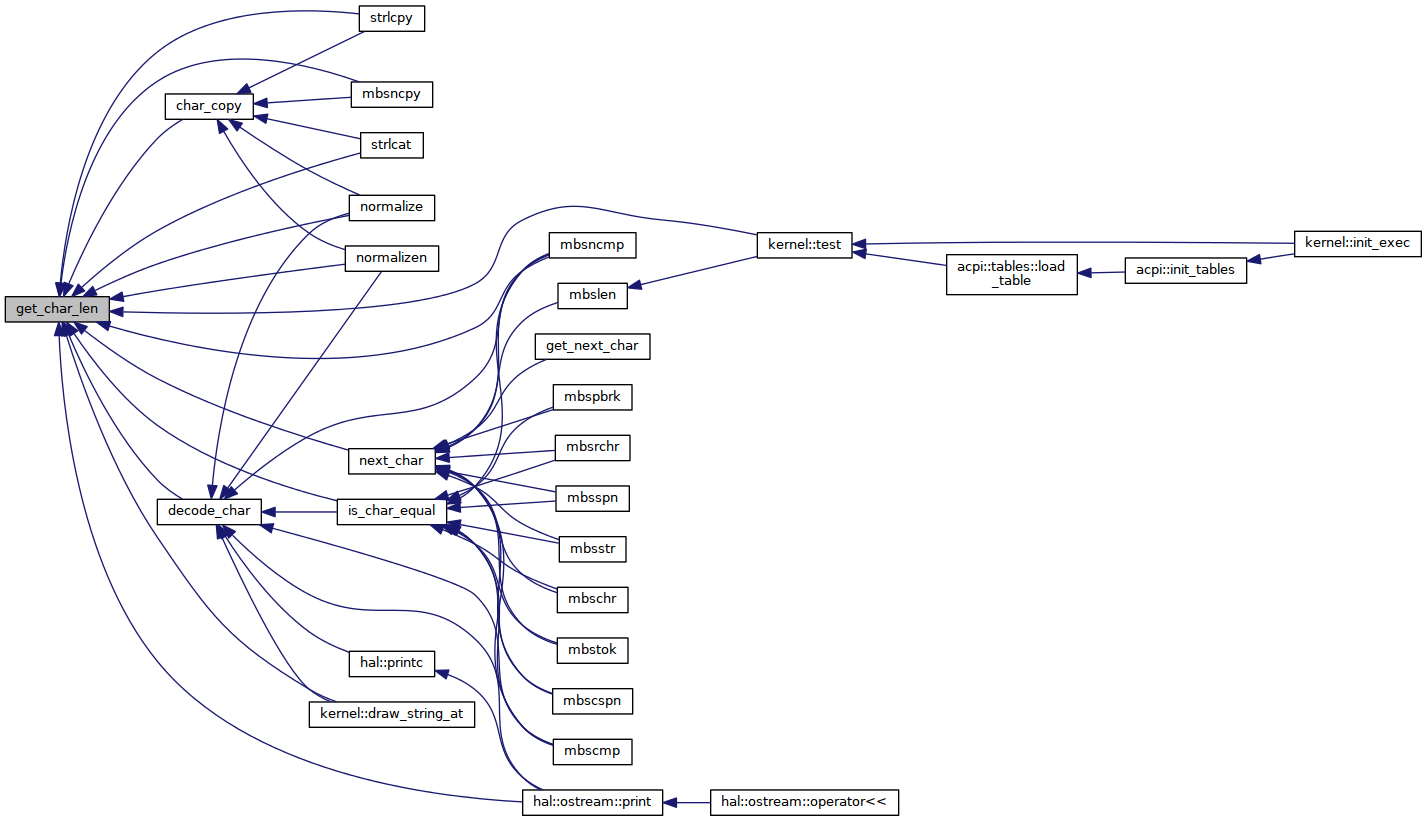 strlcpy
mbsncpy
char_copy
strlcat
normalize
normalizen
get_char_len
mbsncmp
kernel::test
kernel::init_exec
acpi::tables::load
_table
acpi::init_tables
mbslen
get_next_char
mbspbrk
mbsrchr
next_char
mbsspn
decode_char
is_char_equal
mbsstr
mbschr
mbstok
hal::printc
mbscspn
kernel::draw_string_at
mbscmp
hal::ostream::print
hal::ostream::operator<<